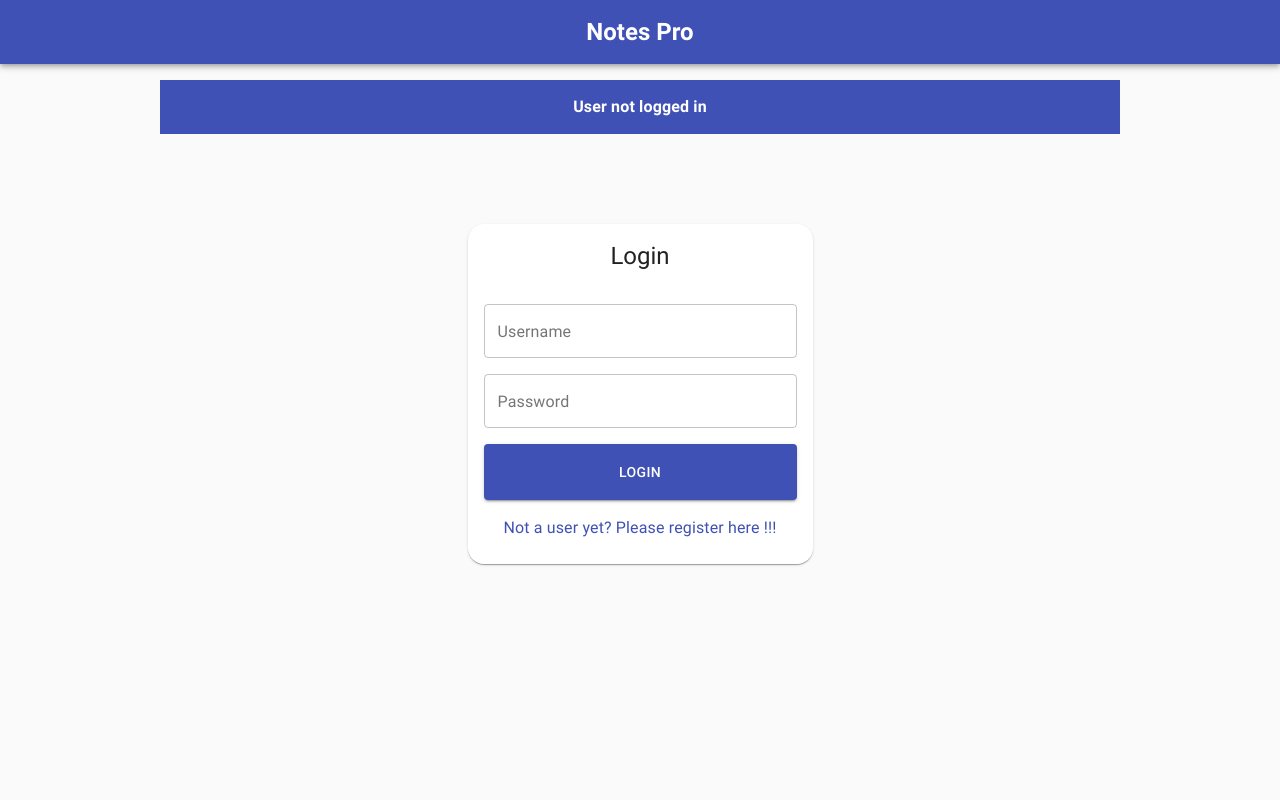 Notes Pro
User not logged in
Login
Username
Password
LOGIN
Not a user yet? Please register here !!!